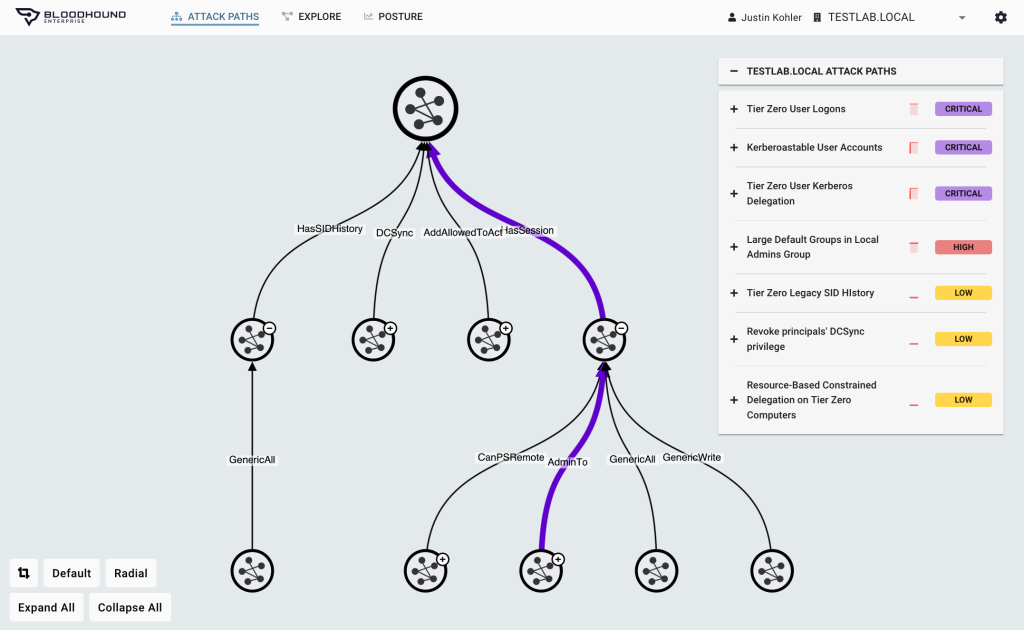 BLOODHOUND
ENTERPRISE
ATTACK PATHS
EXPLORE
POSTURE
Justin Kohler
TESTLAB.LOCAL
TESTLAB.LOCAL ATTACK PATHS
Tier Zero User Logons
CRITICAL
Kerberoastable User Accounts
CRITICAL
Tier Zero User Kerberos
Delegation
CRITICAL
Large Default Groups in Local
Admins Group
HIGH
Tier Zero Legacy SID HIstory
LOW
Revoke principals' DCSync
privilege
LOW
Resource-Based Constrained
Delegation on Tier Zero
Computers
LOW
HasSIDHistory
DCSync
AddAllowedToAct
HasSession
GenericAll
CanPSRemote
AdminTo
GenericAll
GenericWrite
Default
Radial
Expand All
Collapse All